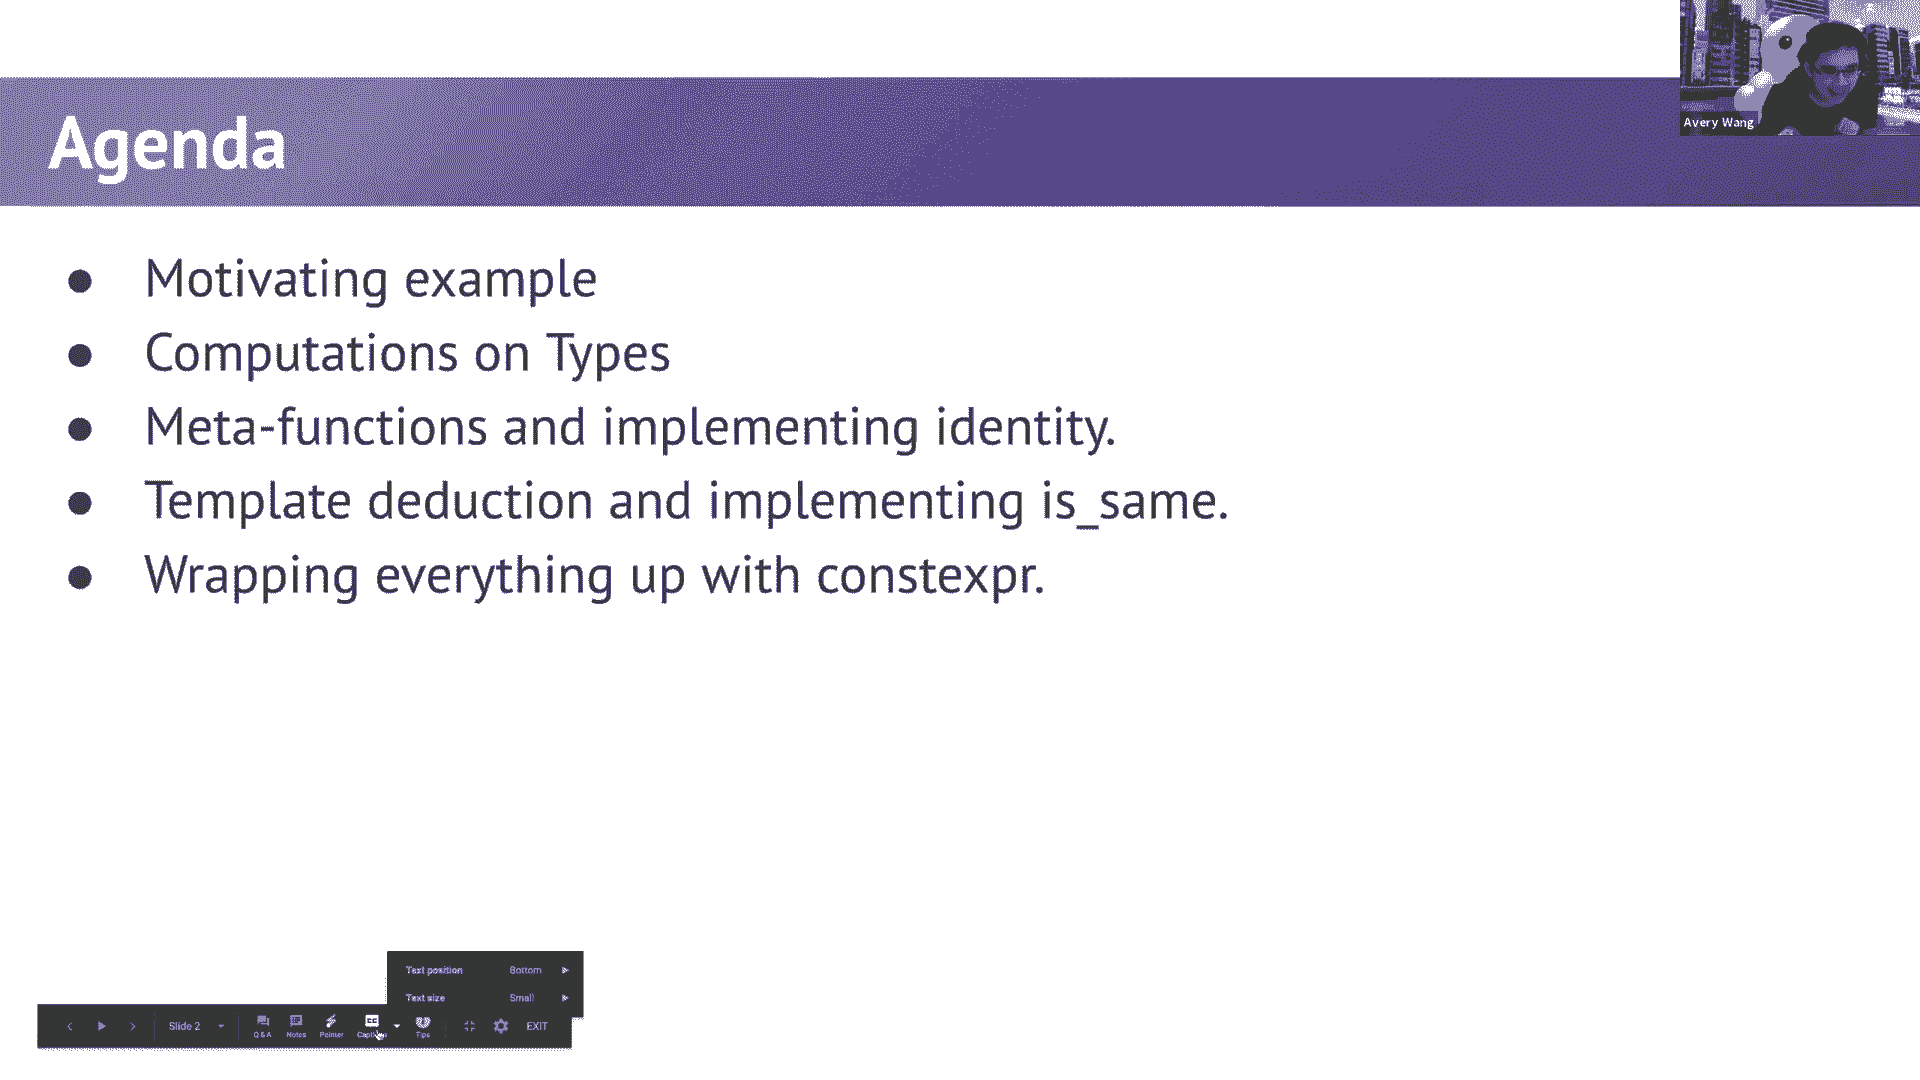 Agenda
Avery Wang
● Motivating example
● Computations on Types
● Meta-functions and implementing identity.
● Template deduction and implementing is_same.
● Wrapping everything up with constexpr.
Text position Bottom
Text size Small
Slide 2 Q & A Notes Pointer Tips EXIT